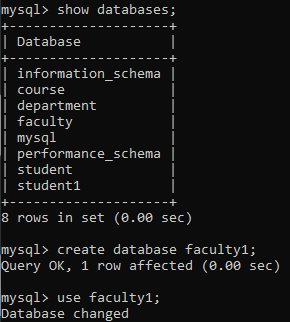 mysql> show databases;
+--------------------+
| Database           |
+--------------------+
| information_schema |
| course             |
| department         |
| faculty            |
| mysql              |
| performance_schema |
| student            |
| student1           |
+--------------------+
8 rows in set (0.00 sec)
mysql> create database faculty1;
Query OK, 1 row affected (0.00 sec)
mysql> use faculty1;
Database changed